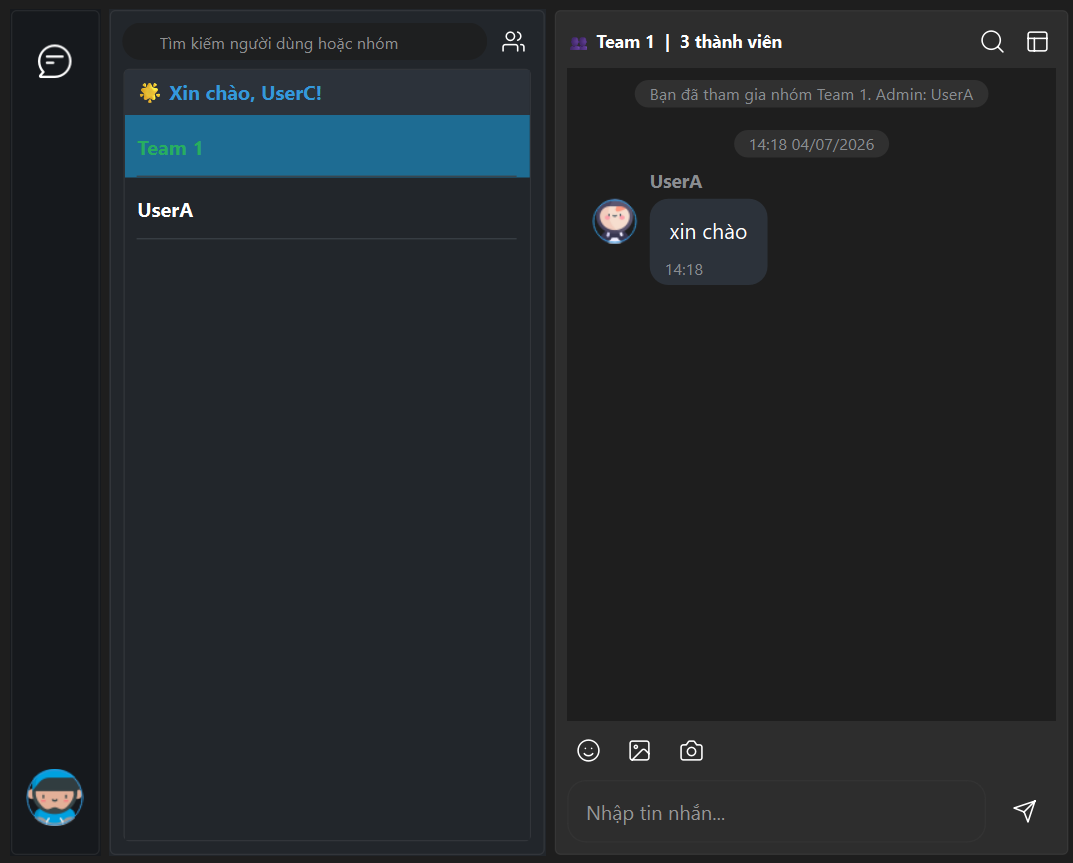 Tìm kiếm người dùng hoặc nhóm
🌟 Xin chào, UserC!
Team 1
UserA
👥 Team 1 | 3 thành viên
Bạn đã tham gia nhóm Team 1. Admin: UserA
14:18 04/07/2026
UserA
xin chào
14:18
Nhập tin nhắn...